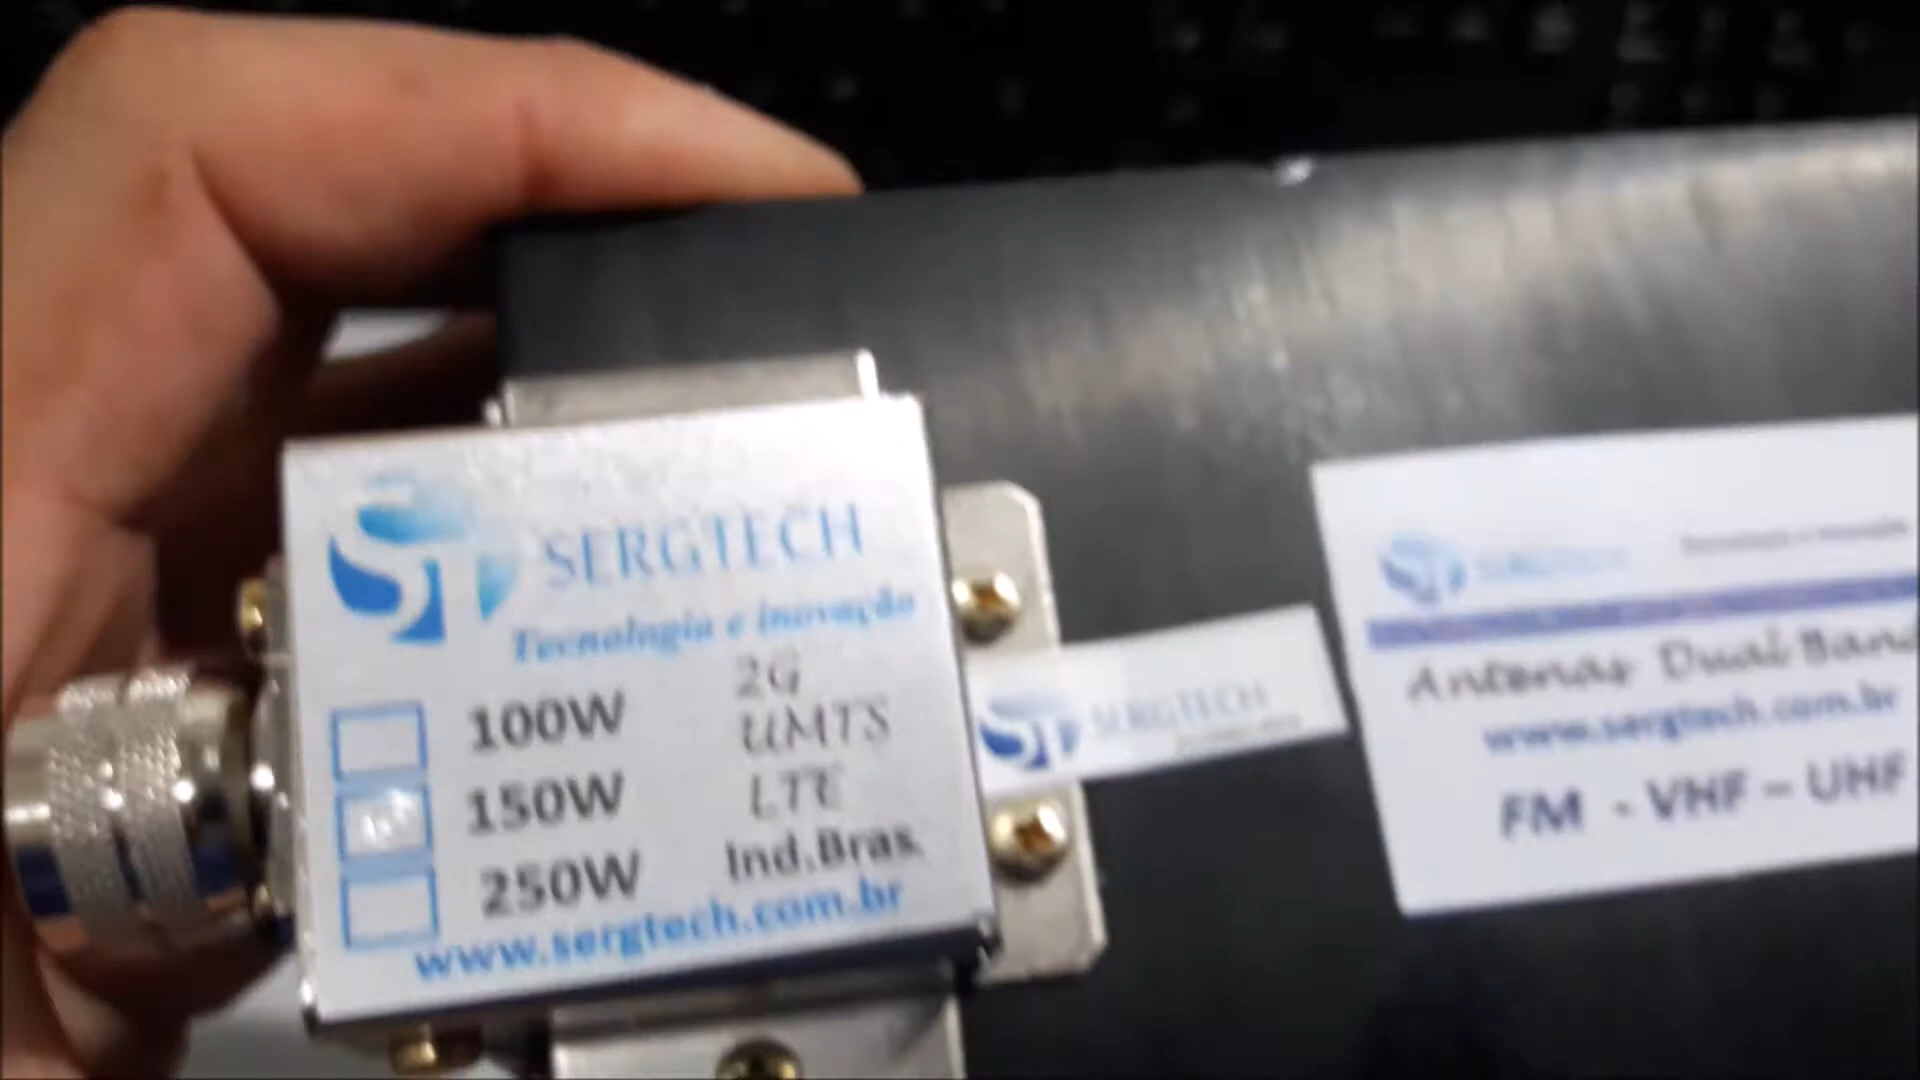 SERGTECH
Tecnologia e inovação
100W
2G
UMTS
150W
LTE
250W
Ind.Bras.
www.sergtech.com.br
SERGTECH
SERGTECH
Antenas Dual Band
www.sergtech.com.br
FM - VHF - UHF